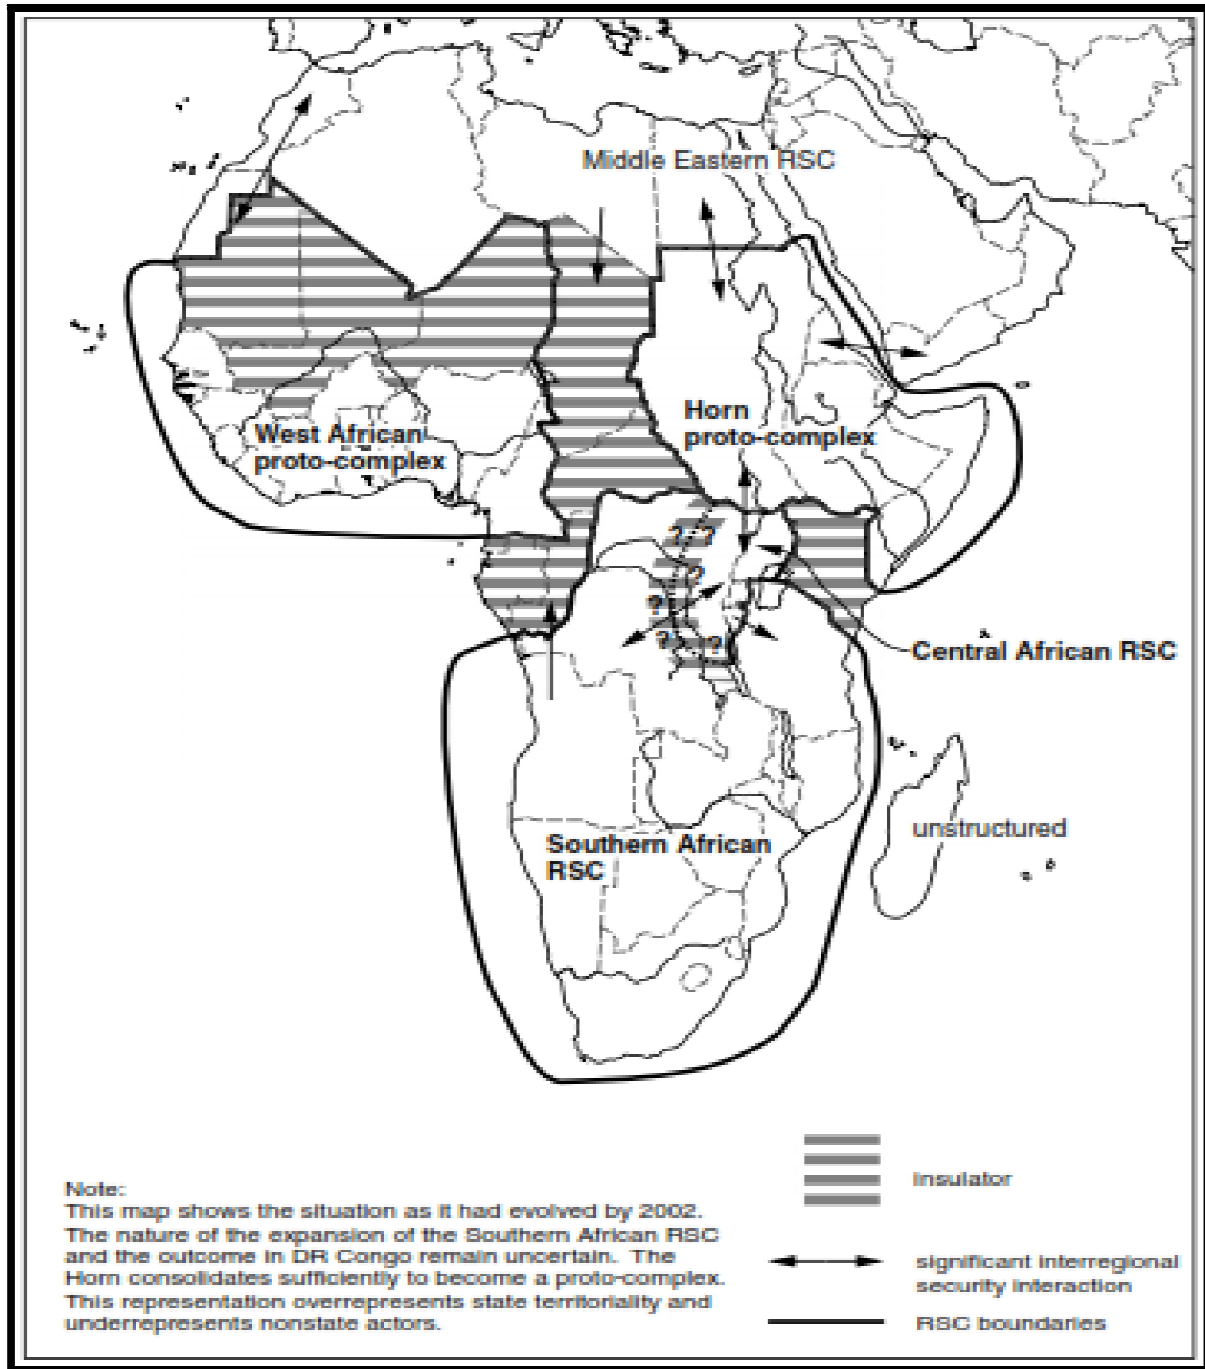 Middle Eastern RSC
Horn
proto-complex
West African
proto-complex
? ?
?
?
? ?
Central African RSC
unstructured
Southern African
RSC
insulator
Note:
This map shows the situation as it had evolved by 2002.
The nature of the expansion of the Southern African RSC
and the outcome in DR Congo remain uncertain. The
Horn consolidates sufficiently to become a proto-complex.
This representation overrepresents state territoriality and
underrepresents nonstate actors.
significant interregional
security interaction
RSC boundaries